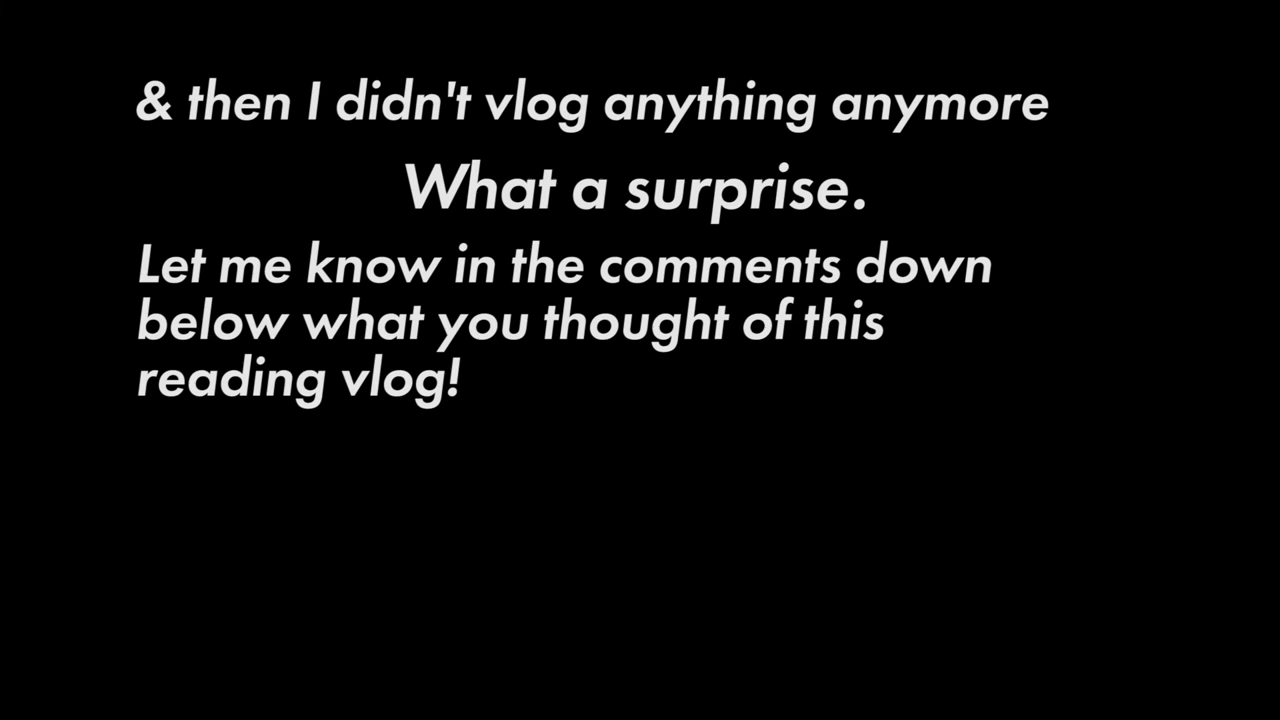 & then I didn't vlog anything anymore
What a surprise.
Let me know in the comments down
below what you thought of this
reading vlog!